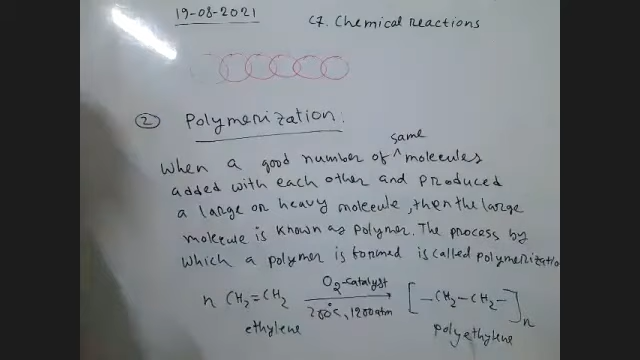 19-08-2021
C7. Chemical reactions
② Polymerization:
same
When a good number of ^ molecules
added with each other and produced
a large or heavy molecule, then the large
molecule is known as polymer. The process by
which a polymer is formed is called polymerization
n CH₂=CH₂ O₂-catalyst [-CH₂-CH₂-]n
200°c, 1200atm
ethylene polyethylene